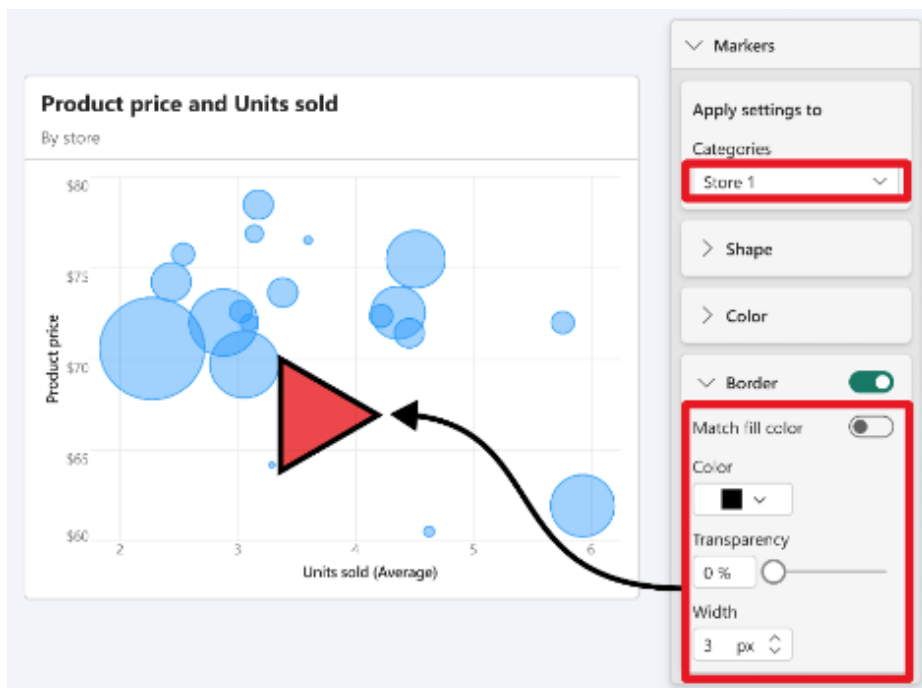 Product price and Units sold
By store
$80
$75
$70
$65
$60
Product price
2 3 4 5 6
Units sold (Average)
Markers
Apply settings to
Categories
Store 1
Shape
Color
Border
Match fill color
Color
Transparency
0 %
Width
3 px